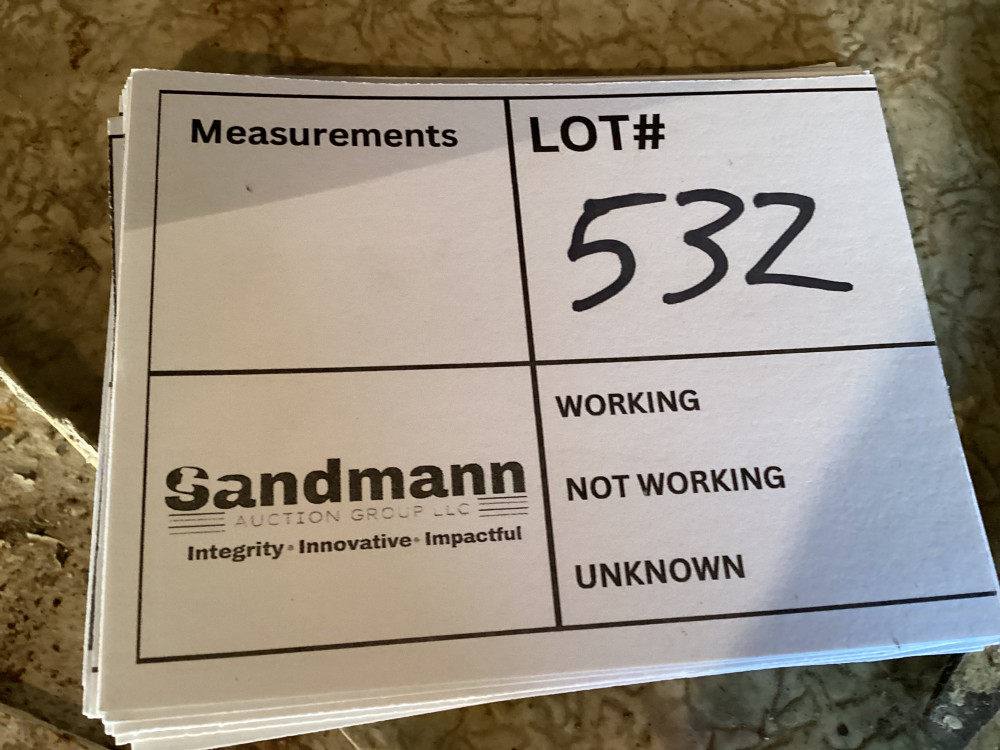 Measurements
LOT#
532
WORKING
NOT WORKING
UNKNOWN
Sandmann
AUCTION GROUP LLC
Integrity • Innovative • Impactful